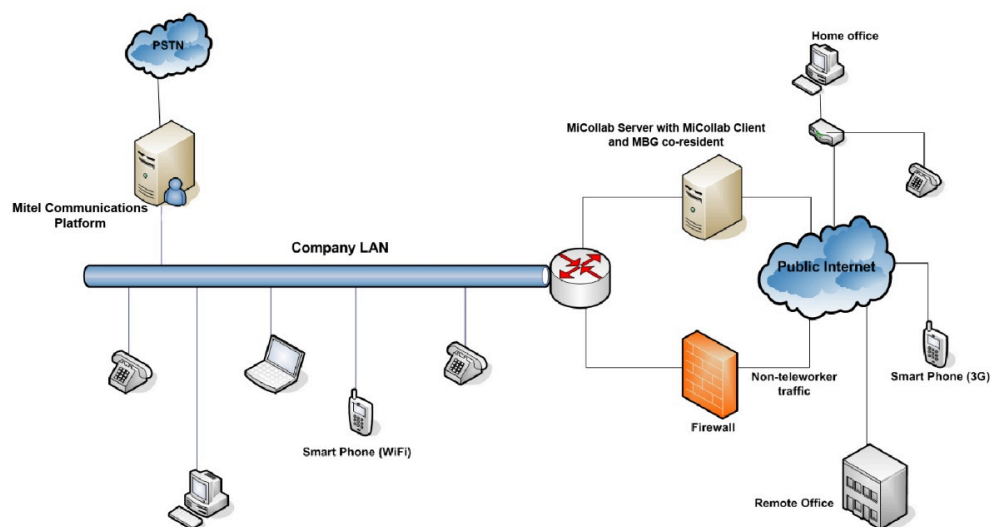 PSTN
Home office
MiCollab Server with MiCollab Client
and MBG co-resident
Mitel Communications
Platform
Company LAN
Public Internet
Smart Phone (3G)
Non-teleworker
traffic
Firewall
Smart Phone (WiFi)
Remote Office